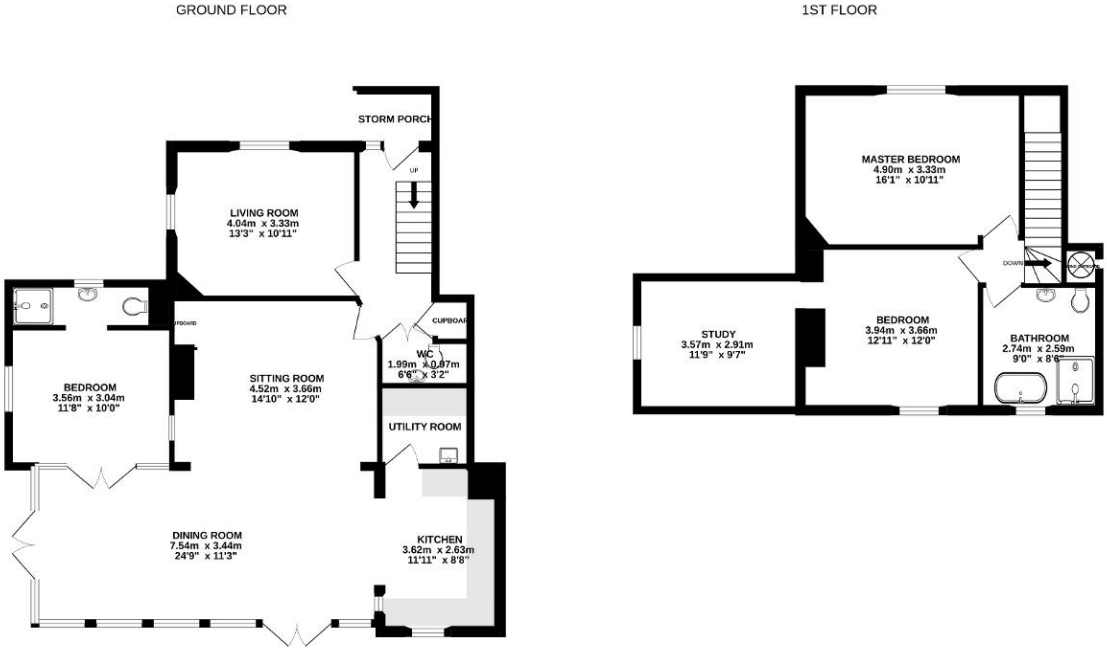 GROUND FLOOR
STORM PORCH
UP
LIVING ROOM
4.04m x 3.33m
13'3" x 10'11"
CUPBOAR
WC
1.99m x 0.97m
6'6" x 3'2"
BEDROOM
3.56m x 3.04m
11'8" x 10'0"
SITTING ROOM
4.52m x 3.66m
14'10" x 12'0"
UTILITY ROOM
DINING ROOM
7.54m x 3.44m
24'9" x 11'3"
KITCHEN
3.62m x 2.63m
11'11" x 8'8"
1ST FLOOR
MASTER BEDROOM
4.90m x 3.33m
16'1" x 10'11"
DOWN
STUDY
3.57m x 2.91m
11'9" x 9'7"
BEDROOM
3.94m x 3.66m
12'11" x 12'0"
BATHROOM
2.74m x 2.59m
9'0" x 8'6"